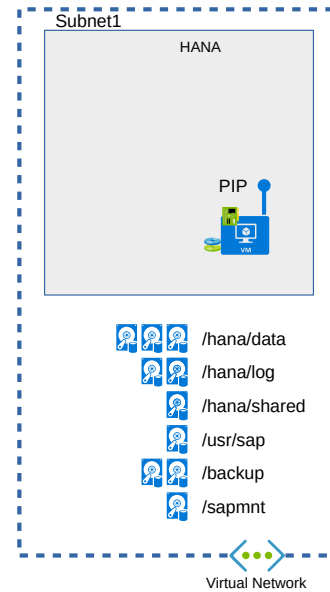 Subnet1
HANA
PIP
VM
/hana/data
/hana/log
/hana/shared
/usr/sap
/backup
/sapmnt
Virtual Network